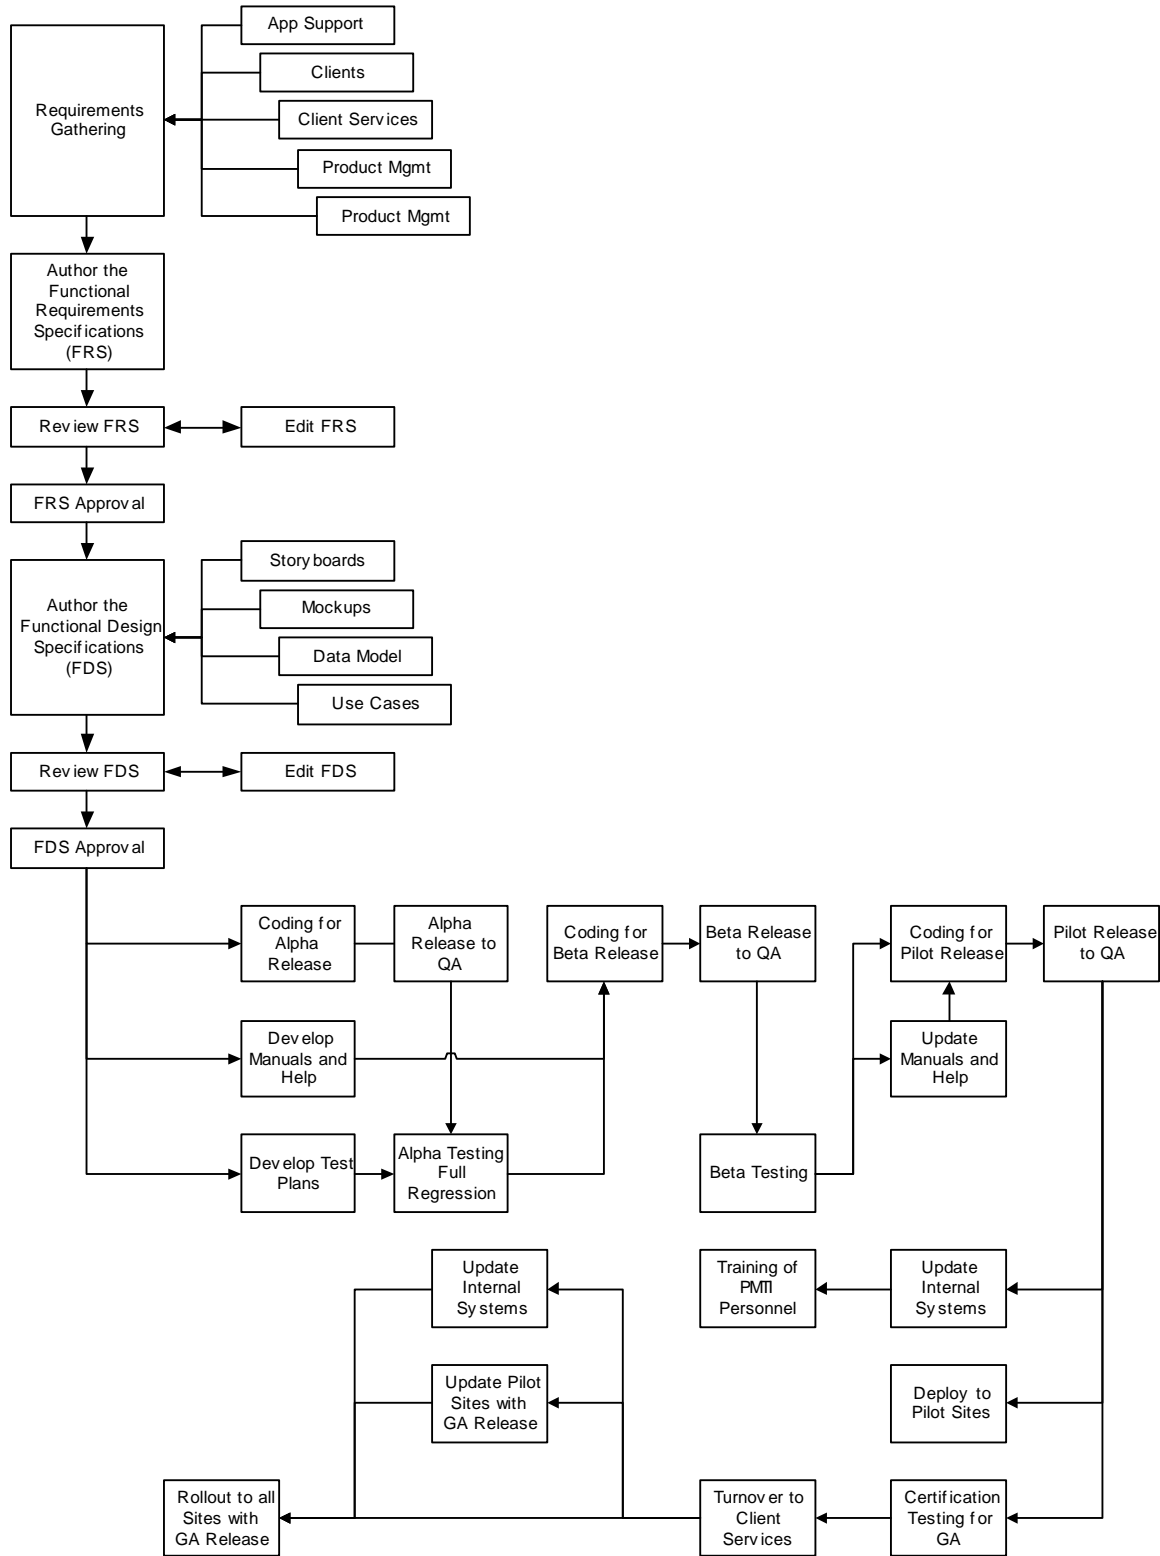 App Support
Clients
Requirements
Gathering
Client Services
Product Mgmt
Product Mgmt
Author the
Functional
Requirements
Specifications
(FRS)
Review FRS
Edit FRS
FRS Approval
Storyboards
Mockups
Author the
Functional Design
Specifications
(FDS)
Data Model
Use Cases
Review FDS
Edit FDS
FDS Approval
Coding for
Alpha
Release
Alpha
Release to
QA
Coding for
Beta Release
Beta Release
to QA
Coding for
Pilot Release
Pilot Release
to QA
Develop
Manuals and
Help
Update
Manuals and
Help
Develop Test
Plans
Alpha Testing
Full
Regression
Beta Testing
Update
Internal
Systems
Training of
PMTI
Personnel
Update
Internal
Systems
Update Pilot
Sites with
GA Release
Deploy to
Pilot Sites
Rollout to all
Sites with
GA Release
Turnover to
Client
Services
Certification
Testing for
GA